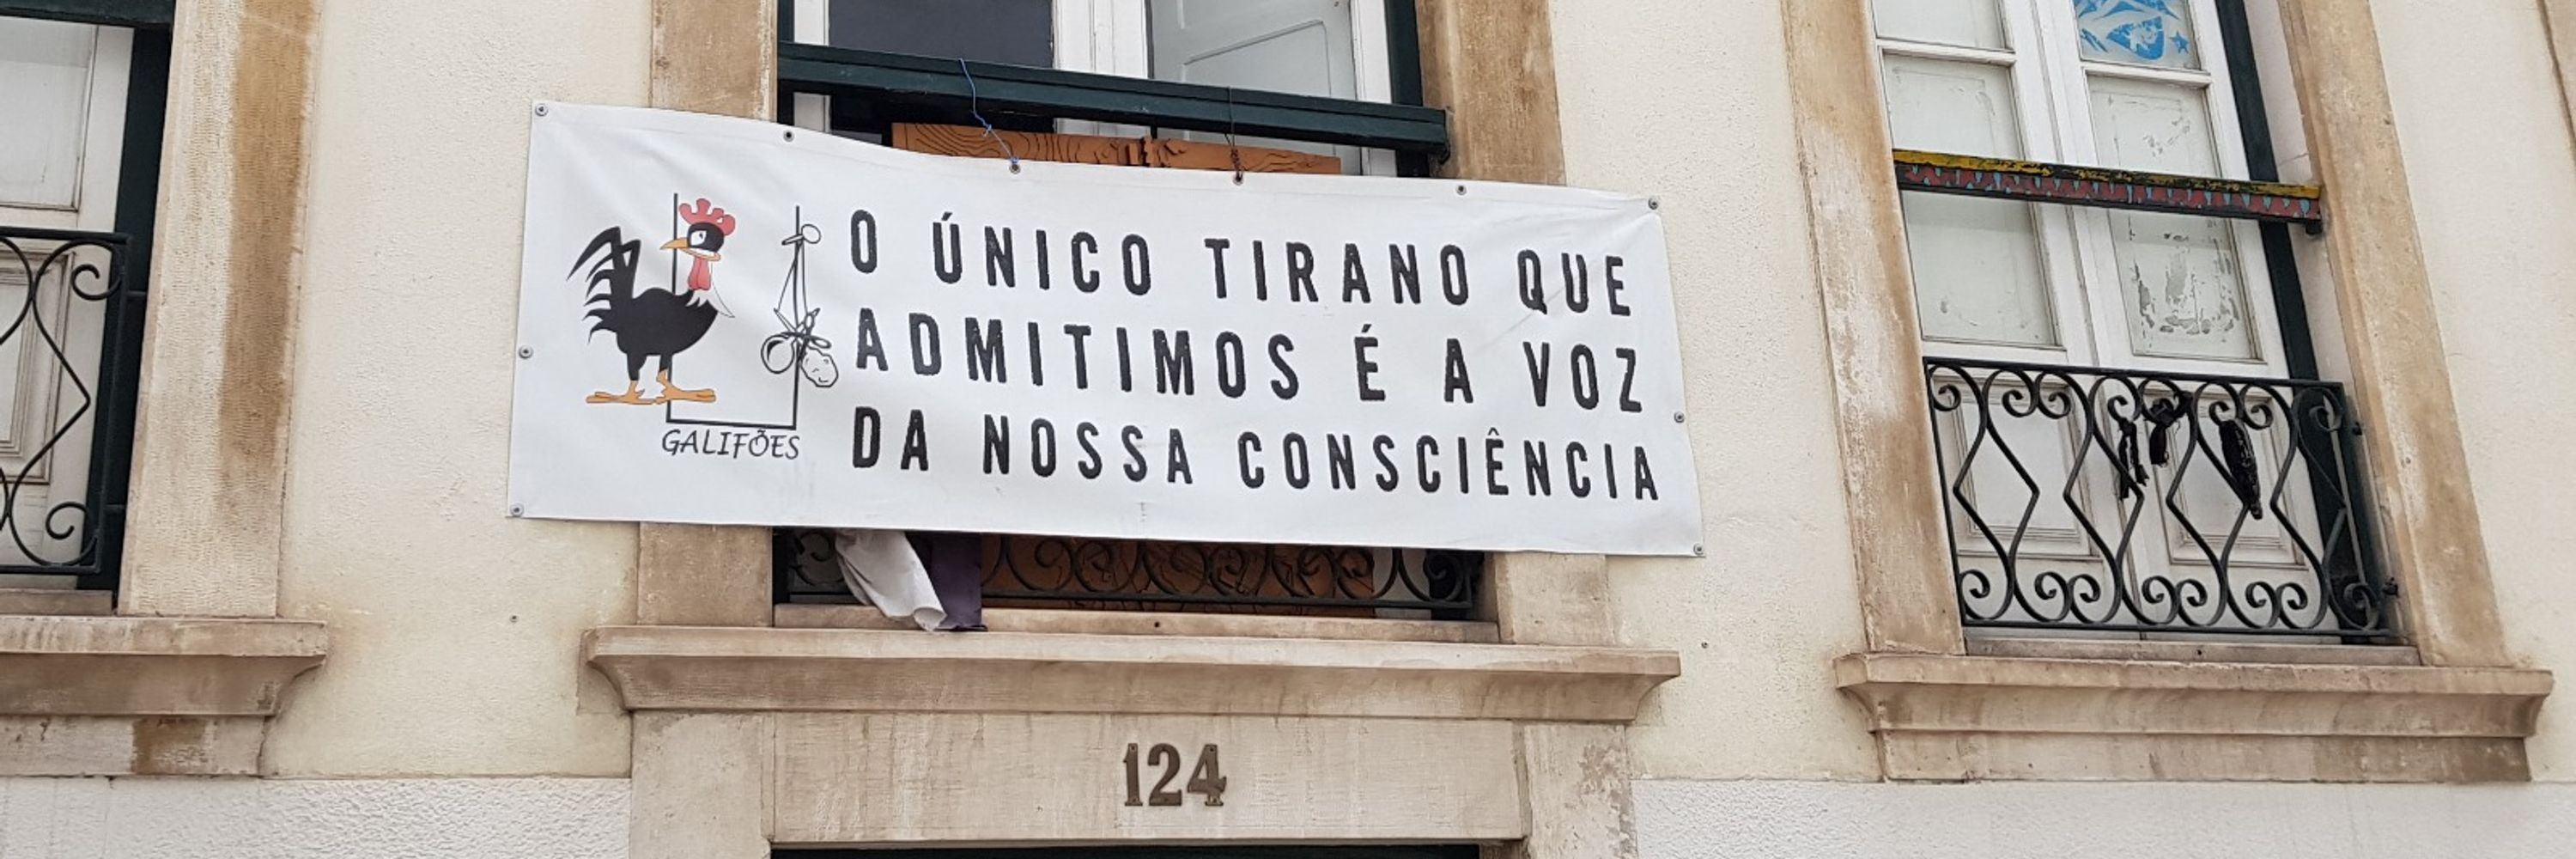 O ÚNICO TIRANO QUE
ADMITIMOS É A VOZ
DA NOSSA CONSCIÊNCIA
GALIFÕES
124